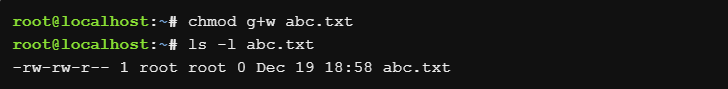 root@localhost:~# chmod g+w abc.txt
root@localhost:~# ls -l abc.txt
-rw-rw-r-- 1 root root 0 Dec 19 18:58 abc.txt